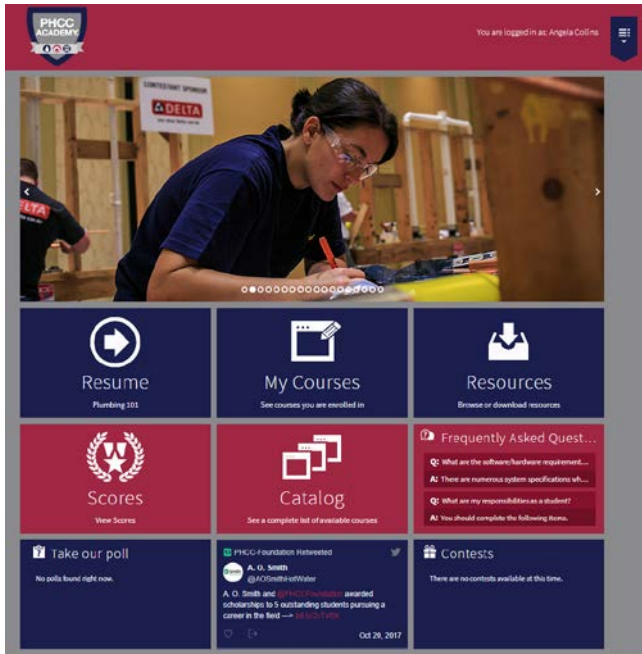 PHCC
ACADEMY
You are logged in as: Angela Collins
CONTESTANT SPONSOR
DELTA
DELTA
Resume
Plumbing 101
My Courses
See courses you are enrolled in
Resources
Browse or download resources
Scores
View Scores
Catalog
See a complete list of available courses
Frequently Asked Quest...
Q: What are the software/hardware requirement...
A: There are numerous system specifications wh...
Q: What are my responsibilities as a student?
A: You should complete the following items.
Take our poll
No polls found right now.
PHCC-Foundation Retweeted
A. O. Smith
@AOSmithHotWater
A. O. Smith and @PHCCFoundation awarded
scholarships to 5 outstanding students pursuing a
career in the field —>
Oct 20, 2017
Contests
There are no contests available at this time.